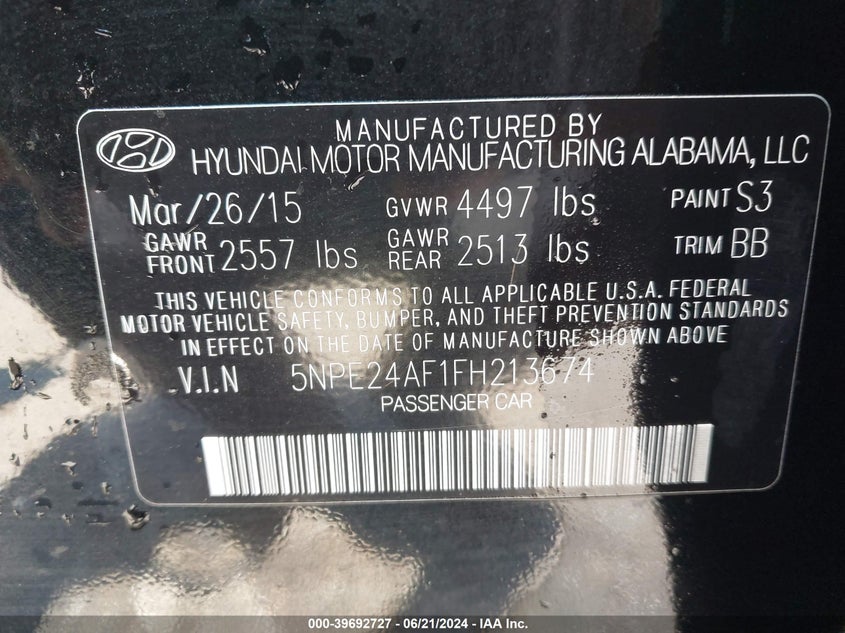 MANUFACTURED BY
HYUNDAI MOTOR MANUFACTURING ALABAMA, LLC
Mar/26/15 GVWR 4497 lbs PAINT S3
GAWR FRONT 2557 lbs GAWR REAR 2513 lbs TRIM BB
THIS VEHICLE CONFORMS TO ALL APPLICABLE U.S.A. FEDERAL
MOTOR VEHICLE SAFETY, BUMPER, AND THEFT PREVENTION STANDARDS
IN EFFECT ON THE DATE OF MANUFACTURE SHOWN ABOVE
V.I.N 5NPE24AF1FH213674
PASSENGER CAR
000-39692727 - 06/21/2024 - IAA Inc.